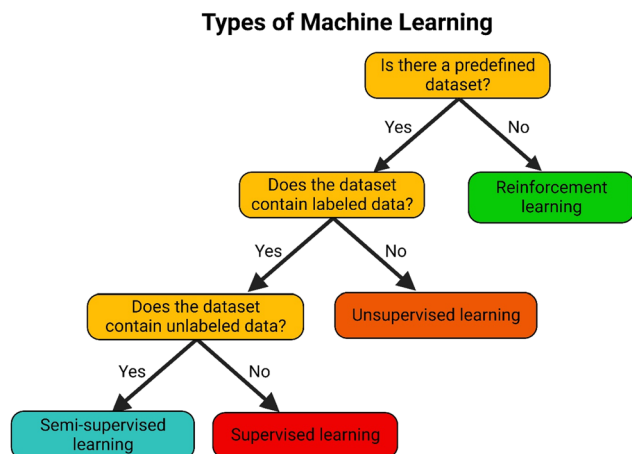 Types of Machine Learning
Is there a predefined
dataset?
Yes
No
Does the dataset
contain labeled data?
Reinforcement
learning
Yes
No
Does the dataset
contain unlabeled data?
Unsupervised learning
Yes
No
Semi-supervised
learning
Supervised learning